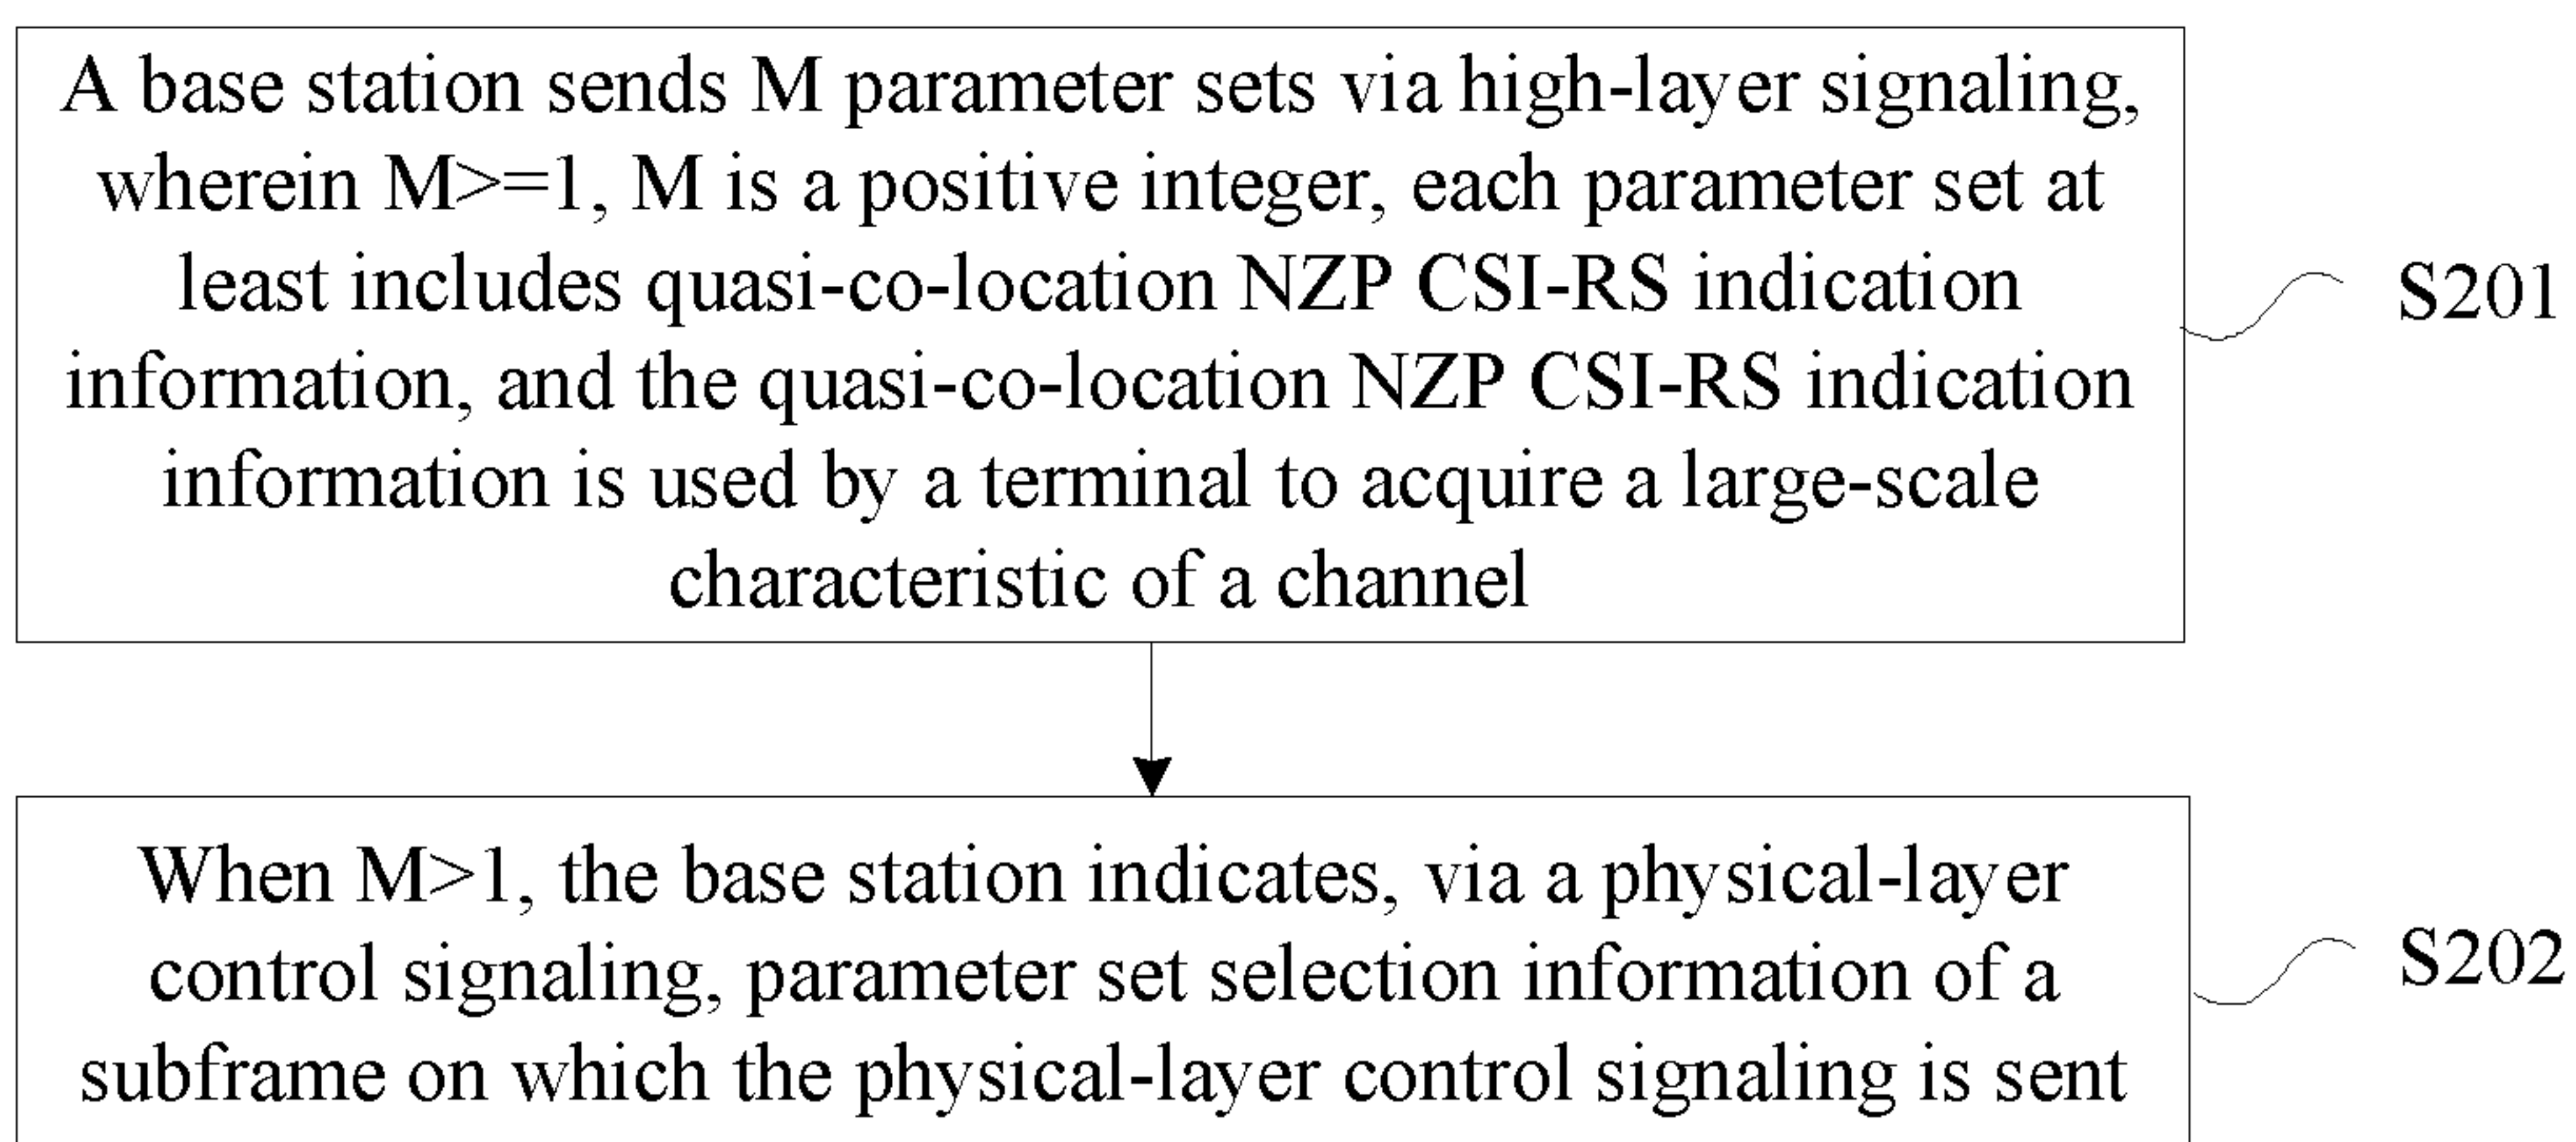 A base station sends M parameter sets via high-layer signaling,
wherein M>=1, M is a positive integer, each parameter set at
least includes quasi-co-location NZP CSI-RS indication
information, and the quasi-co-location NZP CSI-RS indication
information is used by a terminal to acquire a large-scale
characteristic of a channel
S201
When M>1, the base station indicates, via a physical-layer
control signaling, parameter set selection information of a
subframe on which the physical-layer control signaling is sent
S202